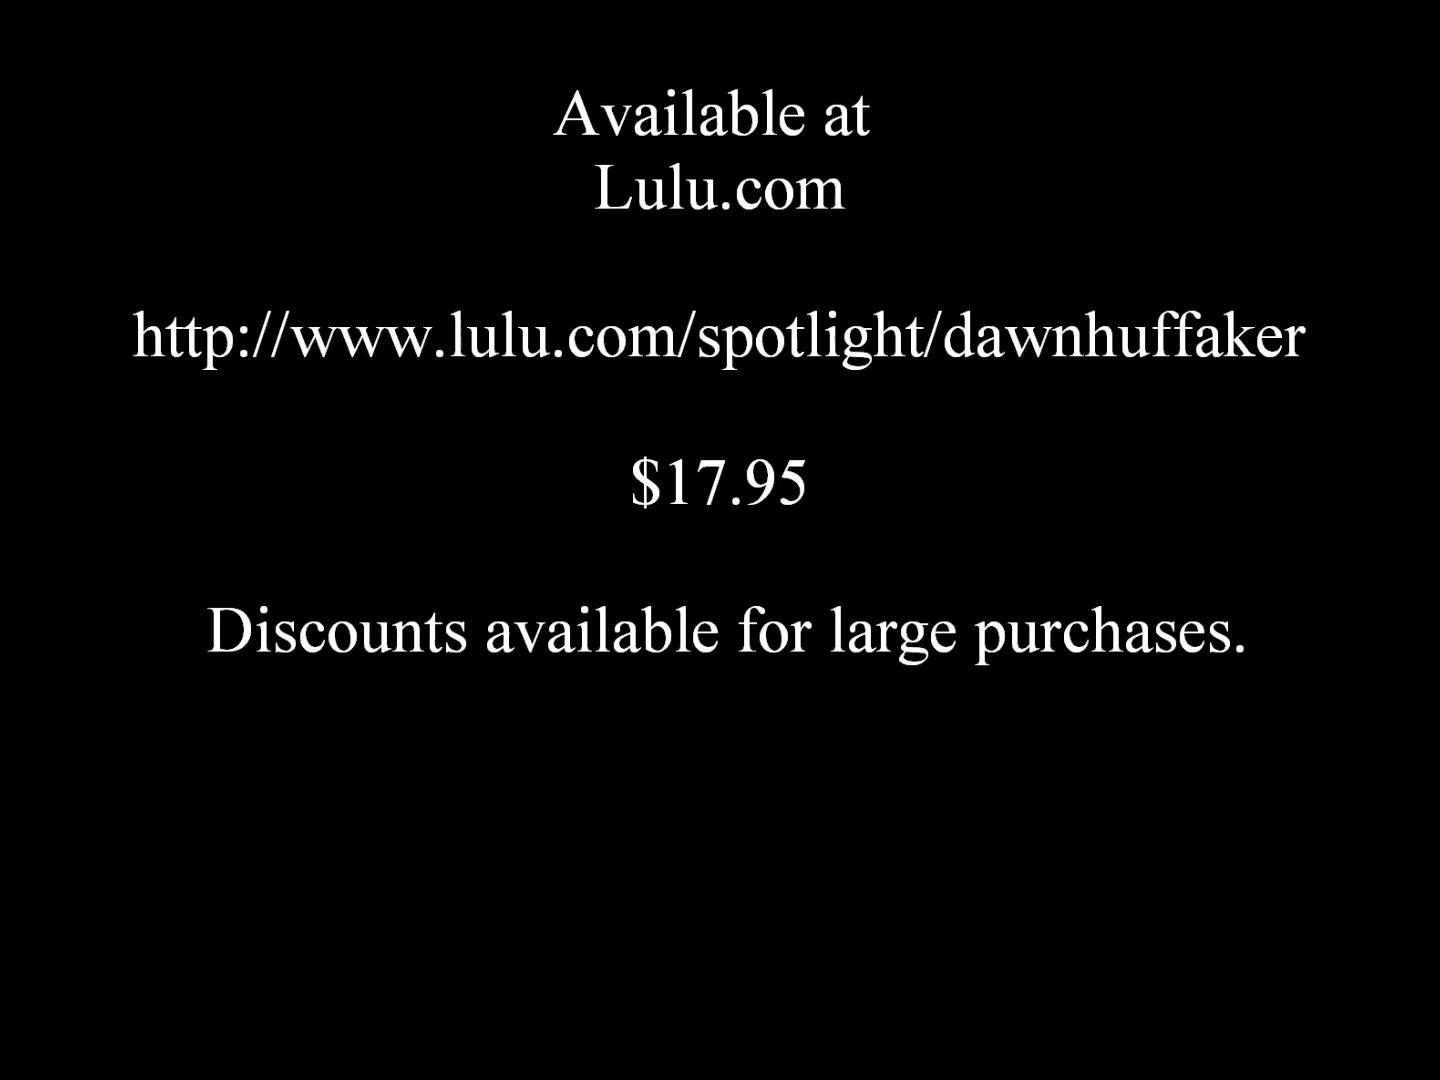 Available at
Lulu.com
http://www.lulu.com/spotlight/dawnhuffaker
$17.95
Discounts available for large purchases.